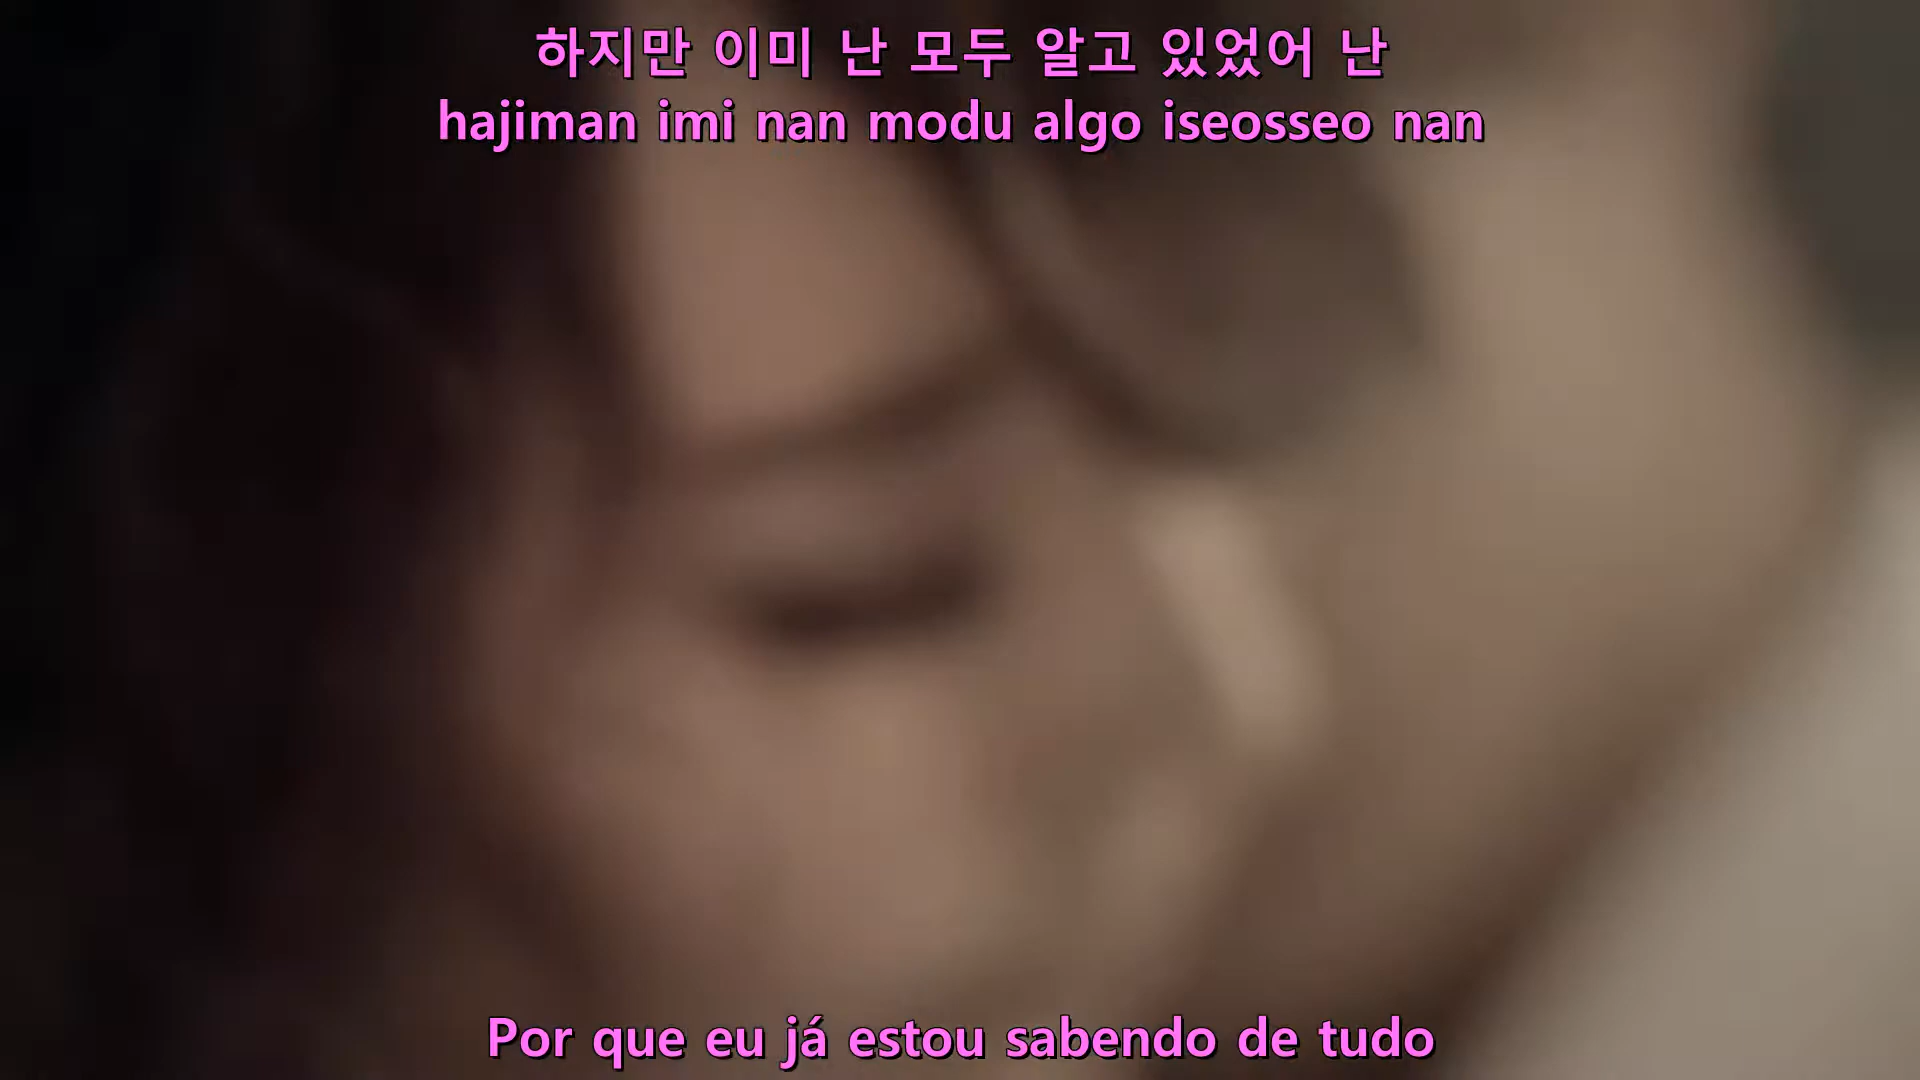 하지만 이미 난 모두 알고 있었어 난
hajiman imi nan modu algo iseosseo nan
Por que eu já estou sabendo de tudo